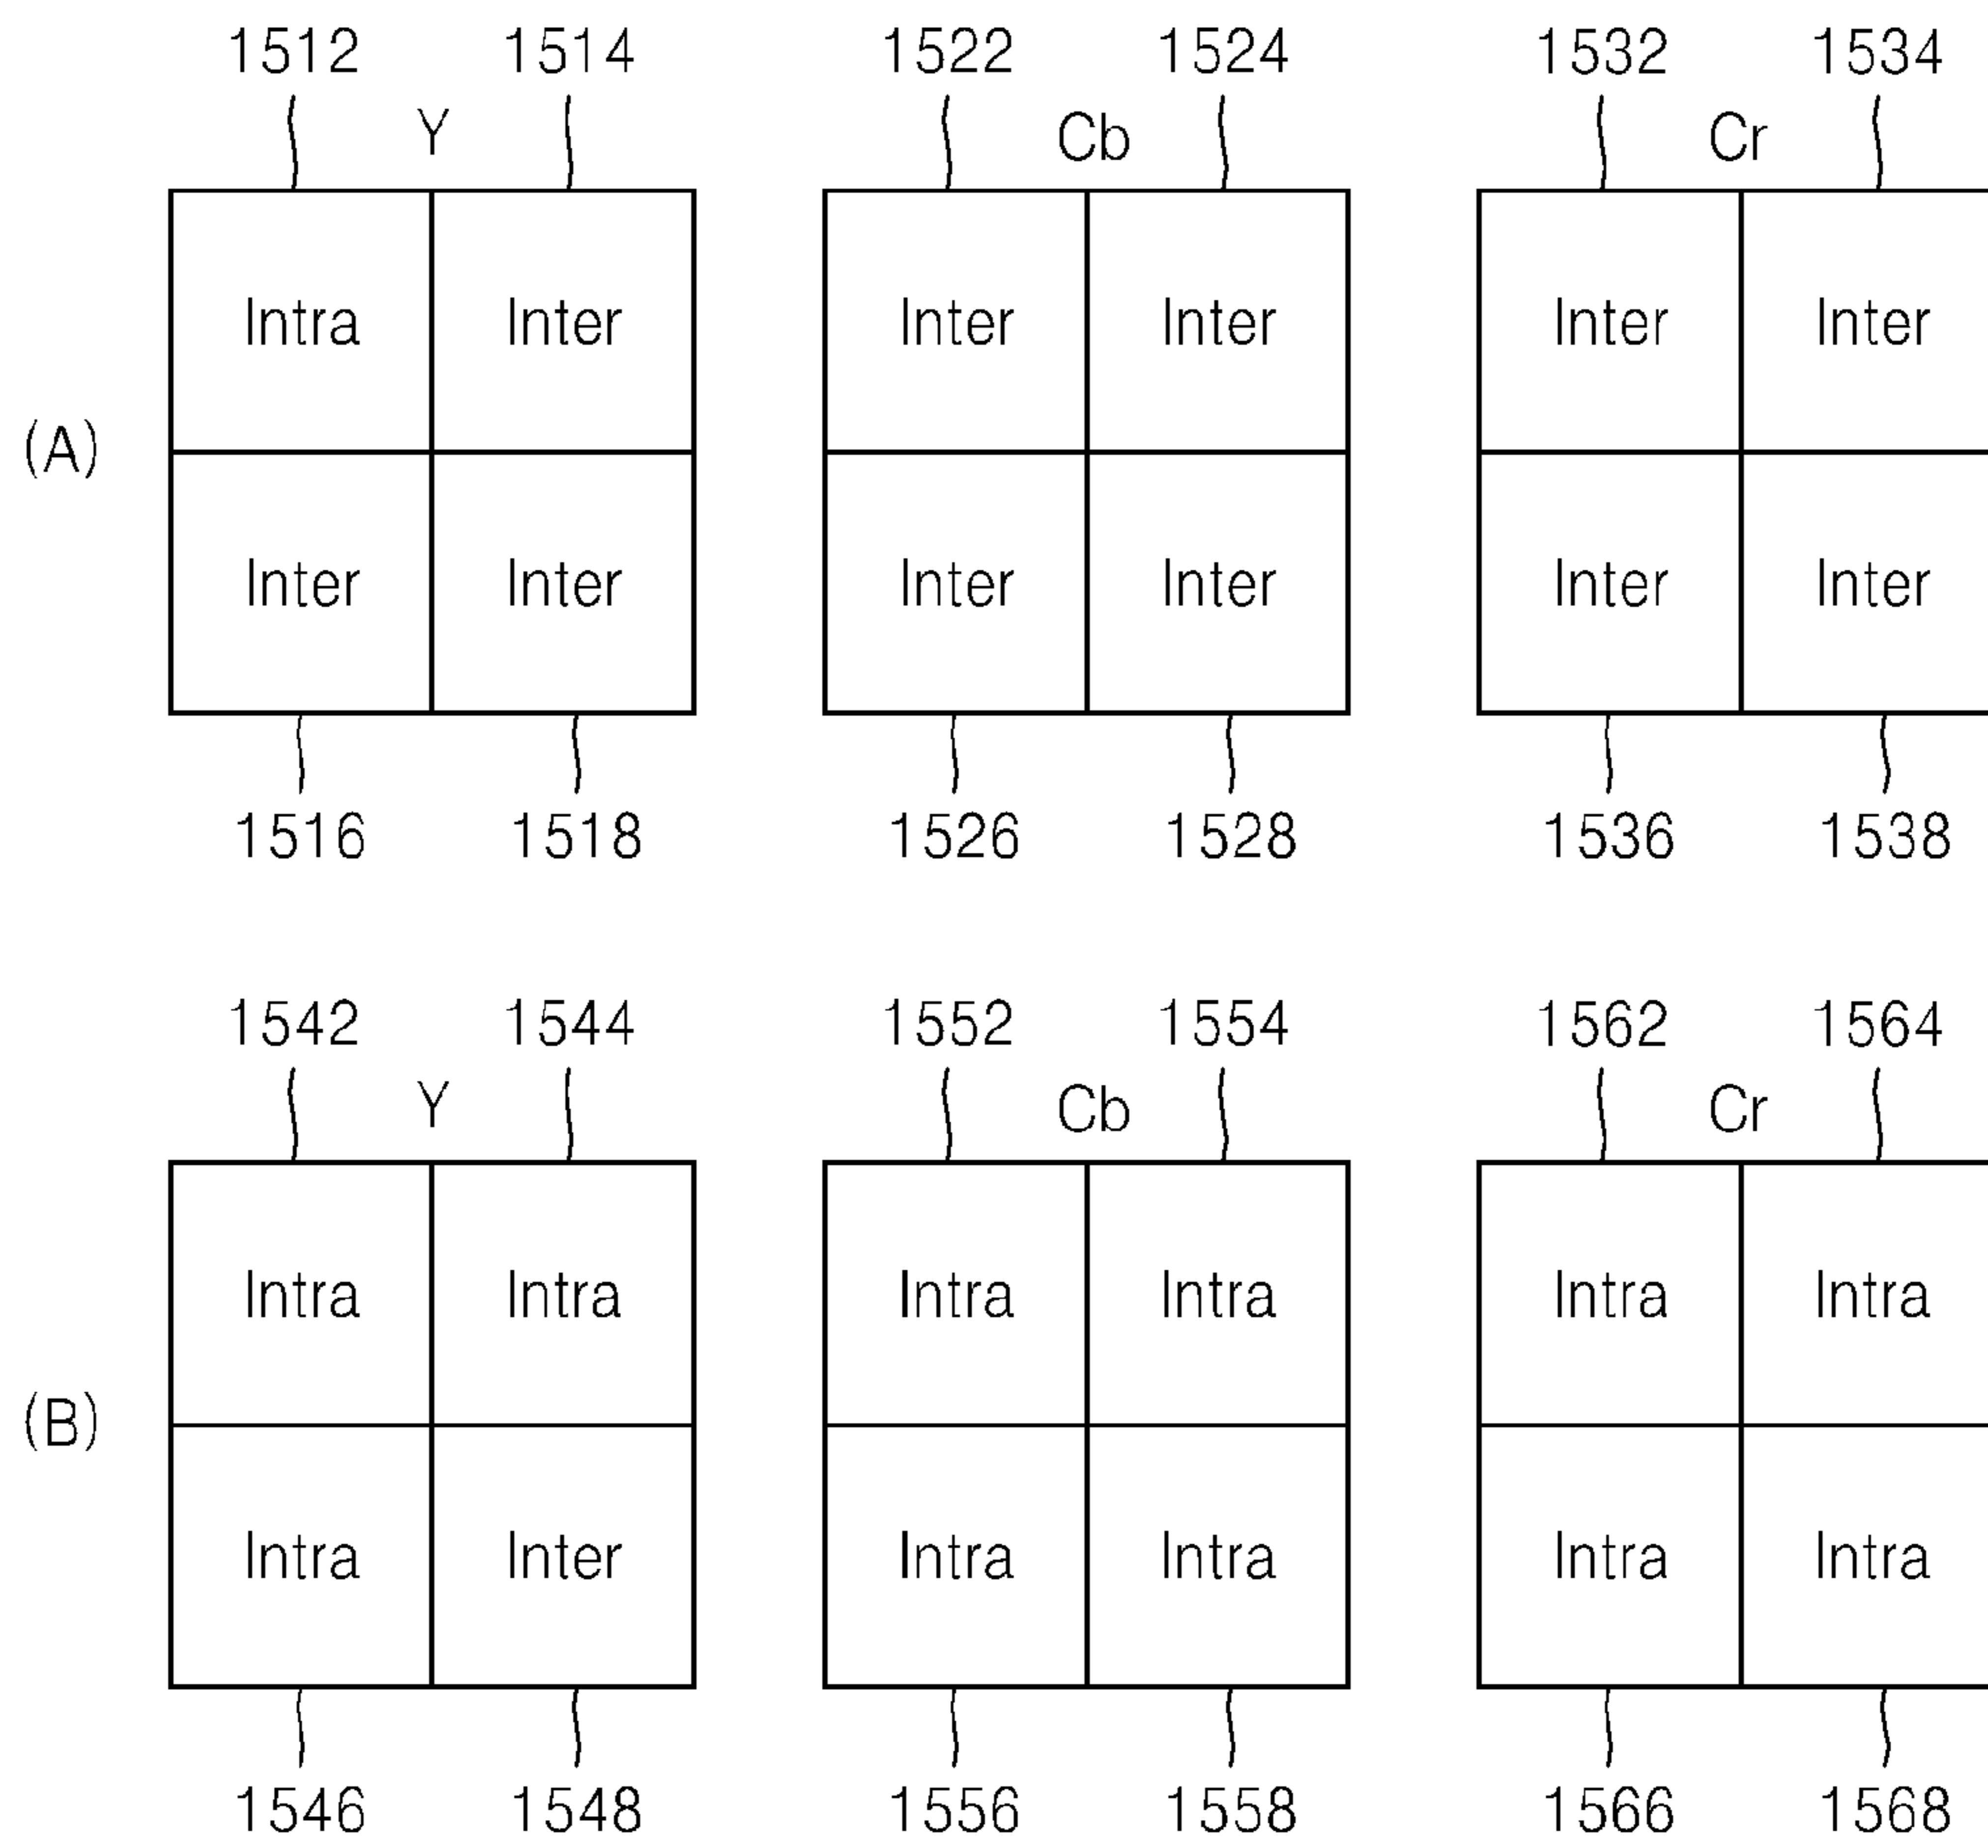 1512 1514 1522 1524 1532 1534
Y Cb Cr
Intra Inter Inter Inter Inter Inter
(A)
Inter Inter Inter Inter Inter Inter
1516 1518 1526 1528 1536 1538
1542 1544 1552 1554 1562 1564
Y Cb Cr
Intra Intra Intra Intra Intra Intra
(B)
Intra Inter Intra Intra Intra Intra
1546 1548 1556 1558 1566 1568